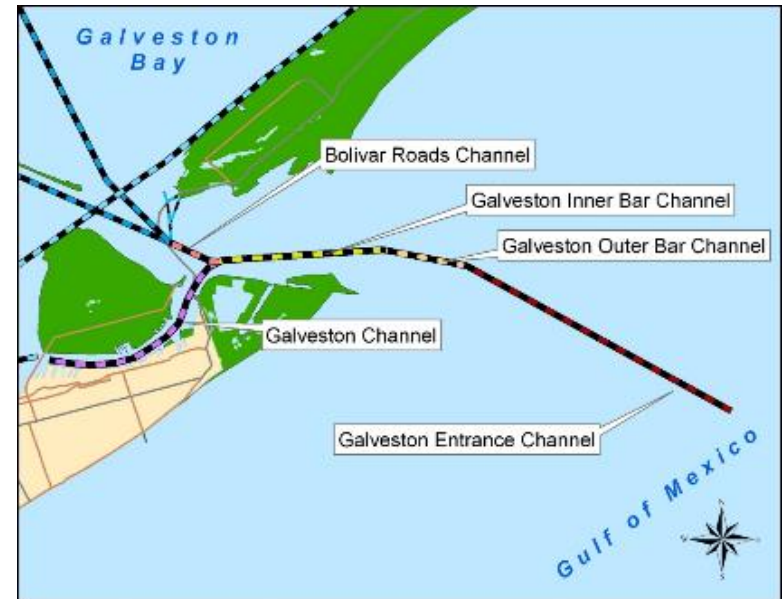 Galveston
Bay
Bolivar Roads Channel
Galveston Inner Bar Channel
Galveston Outer Bar Channel
Galveston Channel
Galveston Entrance Channel
Gulf of Mexico
N
W
E
S